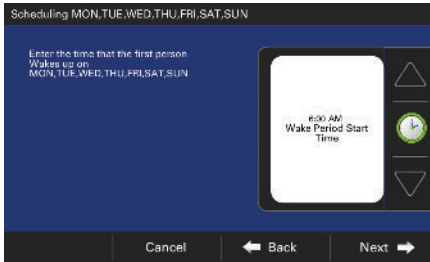 Scheduling MON,TUE,WED,THU,FRI,SAT,SUN
Enter the time that the first person
Wakes up on
MON,TUE,WED,THU,FRI,SAT,SUN
6:00 AM
Wake Period Start
Time
Cancel
Back
Next